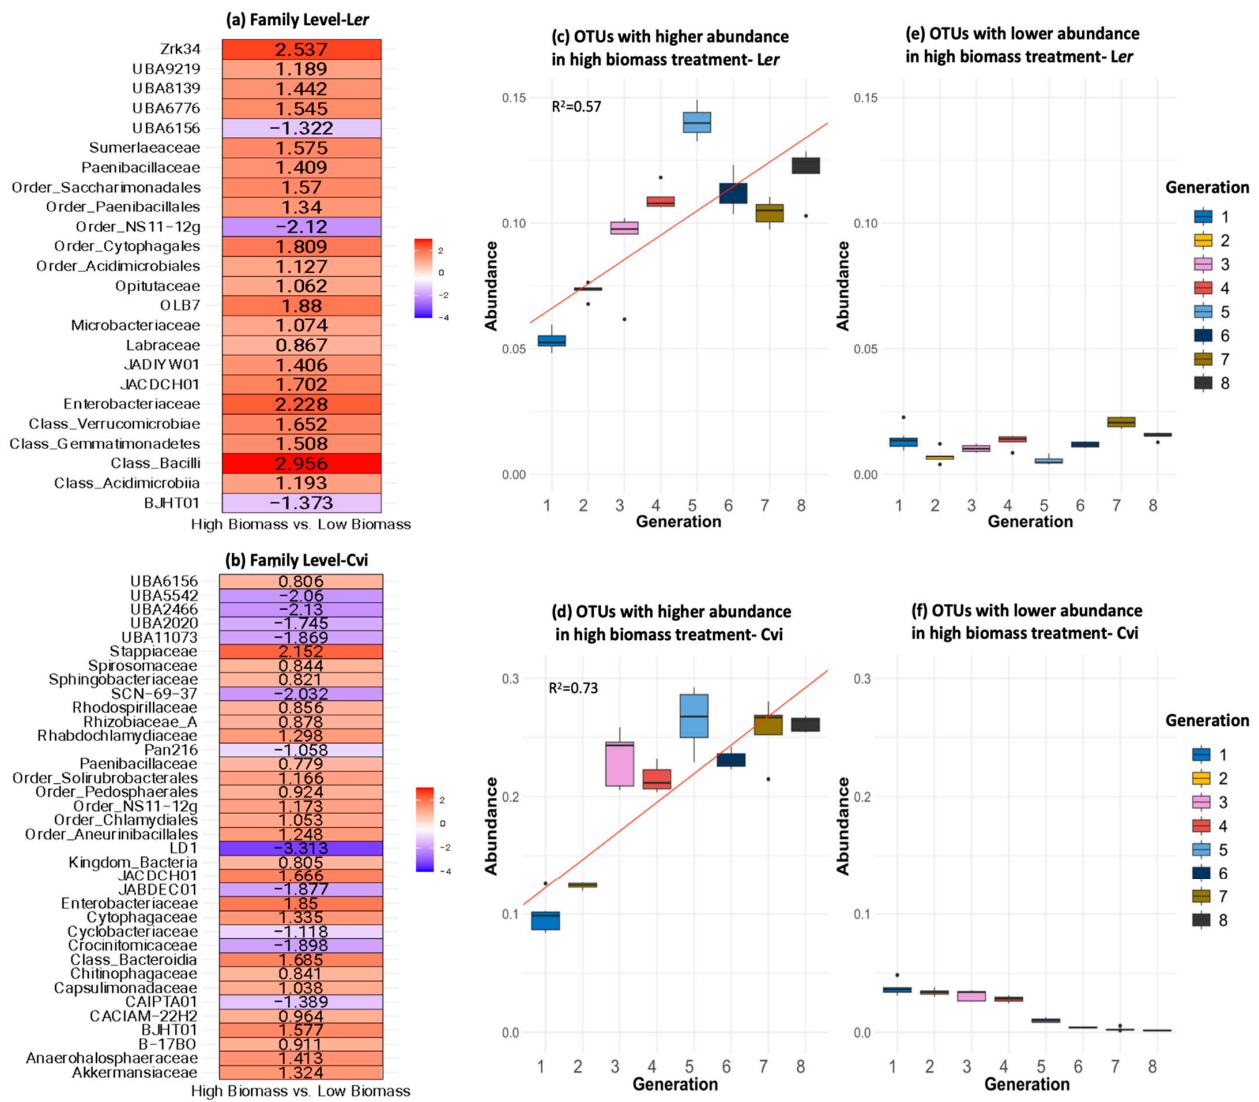 (a) Family Level-Ler
Zrk34 2.537
UBA9219 1.189
UBA8139 1.442
UBA6776 1.545
UBA6156 −1.322
Sumerlaeaceae 1.575
Paenibacillaceae 1.409
Order_Saccharimonadales 1.57
Order_Paenibacillales 1.34
Order_NS11-12g −2.12
Order_Cytophagales 1.809
Order_Acidimicrobiales 1.127
Opitutaceae 1.062
OLB7 1.88
Microbacteriaceae 1.074
Labraceae 0.867
JADIYW01 1.406
JACDCH01 1.702
Enterobacteriaceae 2.228
Class_Verrucomicrobiae 1.652
Class_Gemmatimonadetes 1.508
Class_Bacilli 2.956
Class_Acidimicrobiia 1.193
BJHT01 −1.373
High Biomass vs. Low Biomass
2
0
−2
−4
(c) OTUs with higher abundance
in high biomass treatment- Ler
R²=0.57
0.15
0.10
0.05
0.00
Abundance
1 2 3 4 5 6 7 8
Generation
(e) OTUs with lower abundance
in high biomass treatment- Ler
0.15
0.10
0.05
0.00
Abundance
1 2 3 4 5 6 7 8
Generation
Generation
1
2
3
4
5
6
7
8
(b) Family Level-Cvi
UBA6156 0.806
UBA5542 −2.06
UBA2466 −2.13
UBA2020 −1.745
UBA11073 −1.869
Stappiaceae 2.152
Spirosomaceae 0.844
Sphingobacteriaceae 0.821
SCN-69-37 −2.032
Rhodospirillaceae 0.856
Rhizobiaceae_A 0.878
Rhabdochlamydiaceae 1.298
Pan216 −1.058
Paenibacillaceae 0.779
Order_Solirubrobacterales 1.166
Order_Pedosphaerales 0.924
Order_NS11-12g 1.173
Order_Chlamydiales 1.053
Order_Aneurinibacillales 1.248
LD1 −3.313
Kingdom_Bacteria 0.805
JACDCH01 1.666
JABDEC01 −1.877
Enterobacteriaceae 1.85
Cytophagaceae 1.335
Cyclobacteriaceae −1.118
Crocinitomicaceae −1.898
Class_Bacteroidia 1.685
Chitinophagaceae 0.841
Capsulimonadaceae 1.038
CAIPTA01 −1.389
CACIAM-22H2 0.964
BJHT01 1.577
B-17BO 0.911
Anaerohalosphaeraceae 1.413
Akkermansiaceae 1.324
High Biomass vs. Low Biomass
2
0
−2
−4
(d) OTUs with higher abundance
in high biomass treatment- Cvi
R²=0.73
0.3
0.2
0.1
0.0
Abundance
1 2 3 4 5 6 7 8
Generation
(f) OTUs with lower abundance
in high biomass treatment- Cvi
0.3
0.2
0.1
0.0
Abundance
1 2 3 4 5 6 7 8
Generation
Generation
1
2
3
4
5
6
7
8